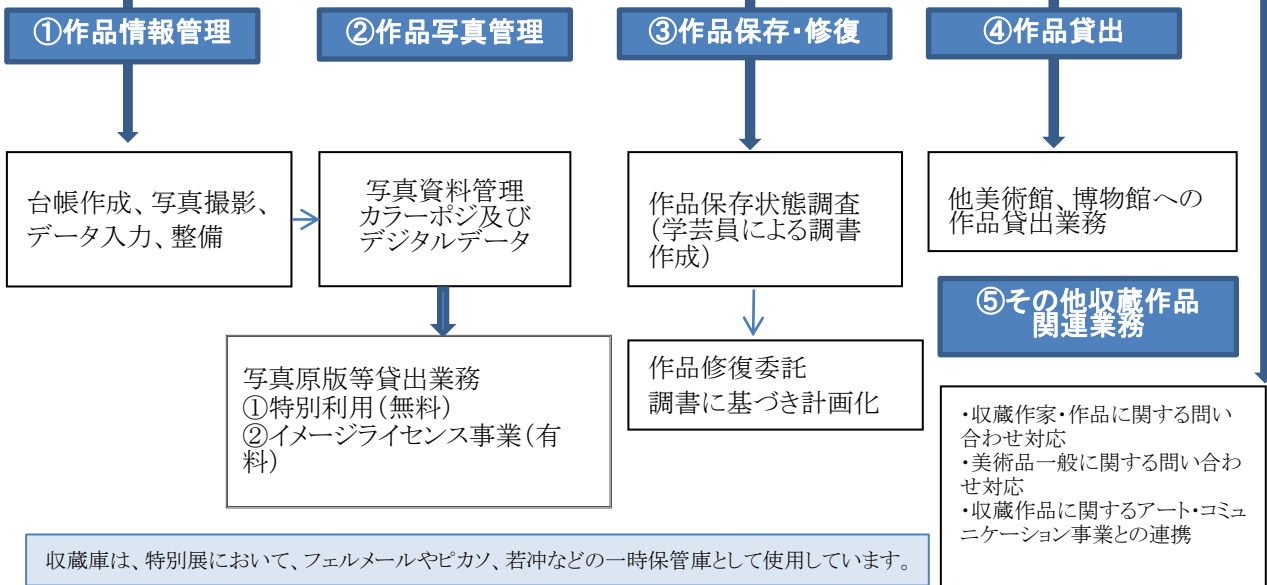 ①作品情報管理
台帳作成、写真撮影、
データ入力、整備
②作品写真管理
写真資料管理
カラーポジ及び
デジタルデータ
写真原版等貸出業務
①特別利用(無料)
②イメージライセンス事業(有
料)
③作品保存・修復
作品保存状態調査
(学芸員による調書
作成)
作品修復委託
調書に基づき計画化
④作品貸出
他美術館、博物館への
作品貸出業務
⑤その他収蔵作品
関連業務
・収蔵作家・作品に関する問い
合わせ対応
・美術品一般に関する問い合わ
せ対応
・収蔵作品に関するアート・コミュ
ニケーション事業との連携
収蔵庫は、特別展において、フェルメールやピカソ、若冲などの一時保管庫として使用しています。